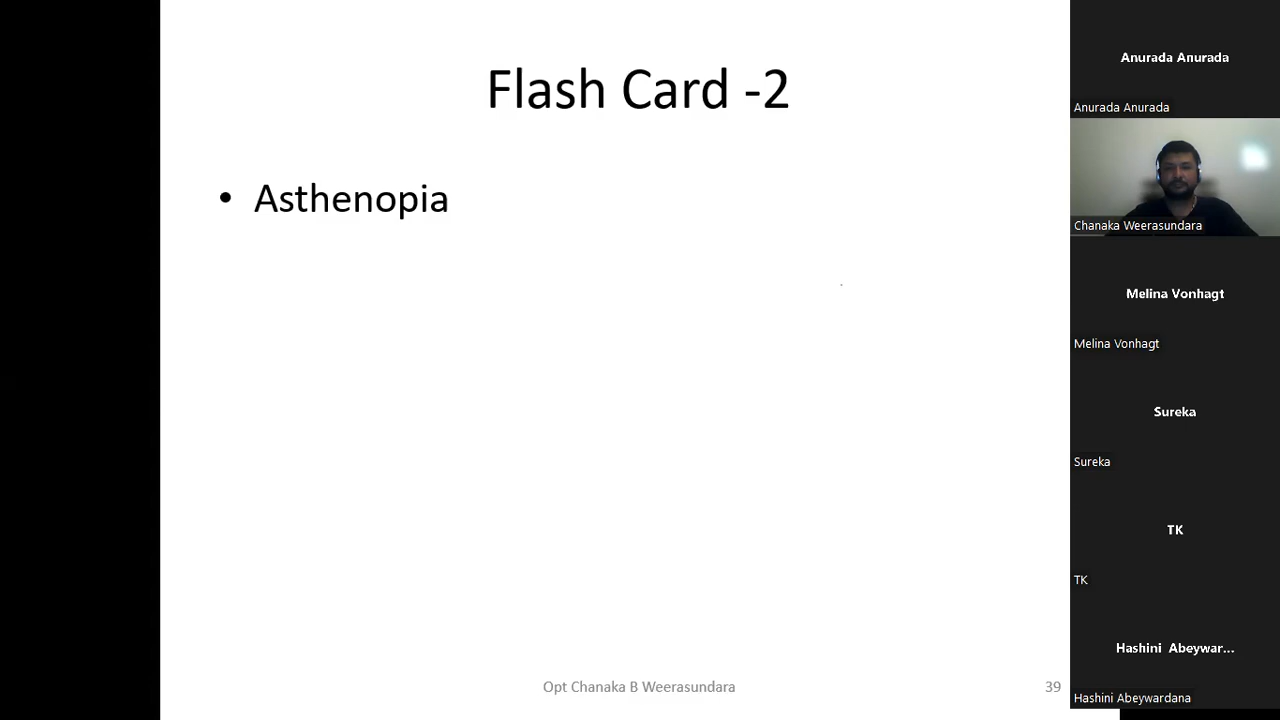 Flash Card -2
• Asthenopia
Opt Chanaka B Weerasundara
39
Anurada Anurada
Anurada Anurada
Chanaka Weerasundara
Melina Vonhagt
Melina Vonhagt
Sureka
Sureka
TK
TK
Hashini Abeywar...
Hashini Abeywardana